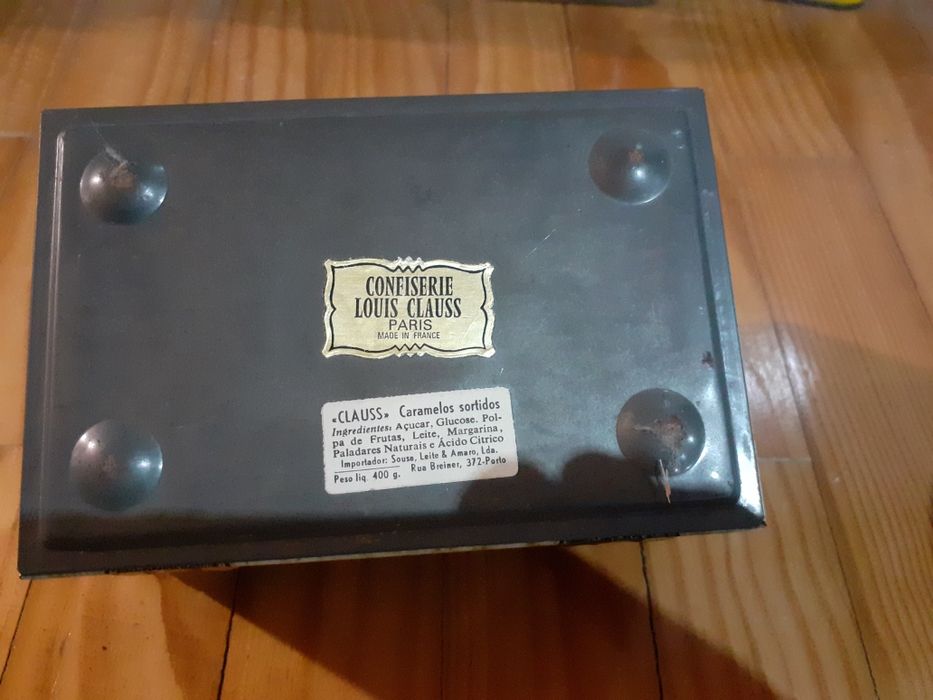 CONFISERIE
LOUIS CLAUSS
PARIS
MADE IN FRANCE
«CLAUSS» Caramelos sortidos
Ingredientes: Açucar, Glucose. Pol-
pa de Frutas, Leite, Margarina,
Paladares Naturais e Ácido Citrico
Importador: Sousa, Leite & Amaro, Lda.
Peso liq. 400 g. Rua Breiner, 372-Porto